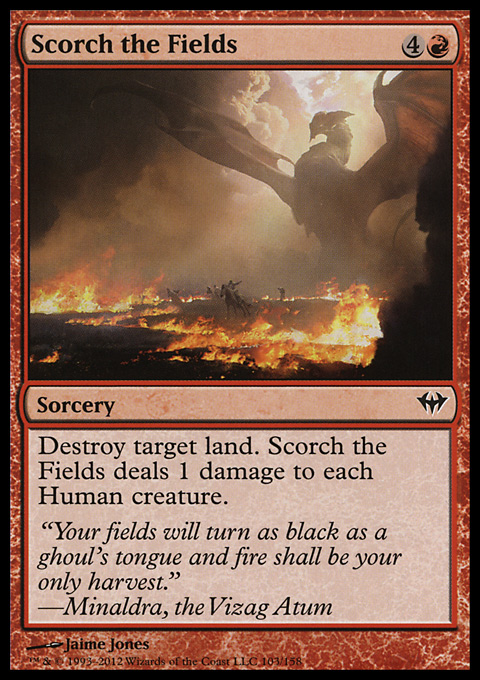 Scorch the Fields 4
Sorcery
Destroy target land. Scorch the
Fields deals 1 damage to each
Human creature.
“Your fields will turn as black as a
ghoul’s tongue and fire shall be your
only harvest.”
—Minaldra, the Vizag Atum
Jaime Jones
™ & © 1993–2012 Wizards of the Coast LLC 103/158